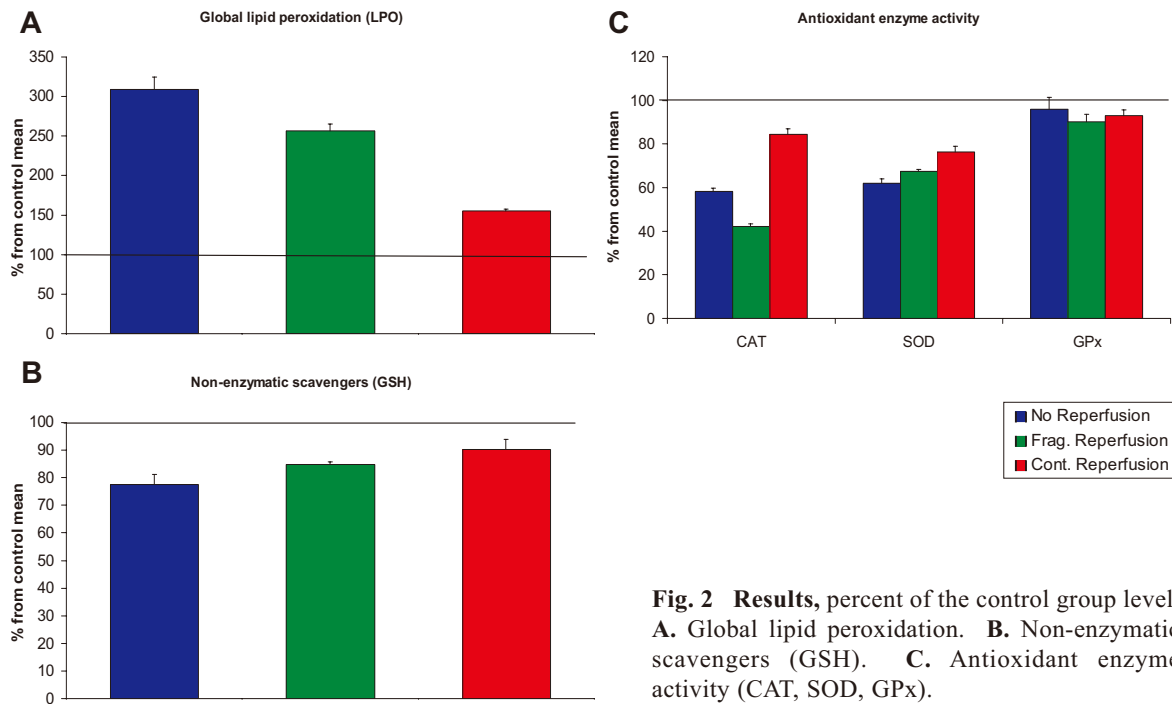 A
Global lipid peroxidation (LPO)
% from control mean
350
300
250
200
150
100
50
0
B
Non-enzymatic scavengers (GSH)
% from control mean
100
90
80
70
60
50
40
30
20
10
0
C
Antioxidant enzyme activity
% from control mean
120
100
80
60
40
20
0
CAT SOD GPx
No Reperfusion
Frag. Reperfusion
Cont. Reperfusion
Fig. 2 Results, percent of the control group level
A. Global lipid peroxidation. B. Non-enzymatic
scavengers (GSH). C. Antioxidant enzyme
activity (CAT, SOD, GPx).